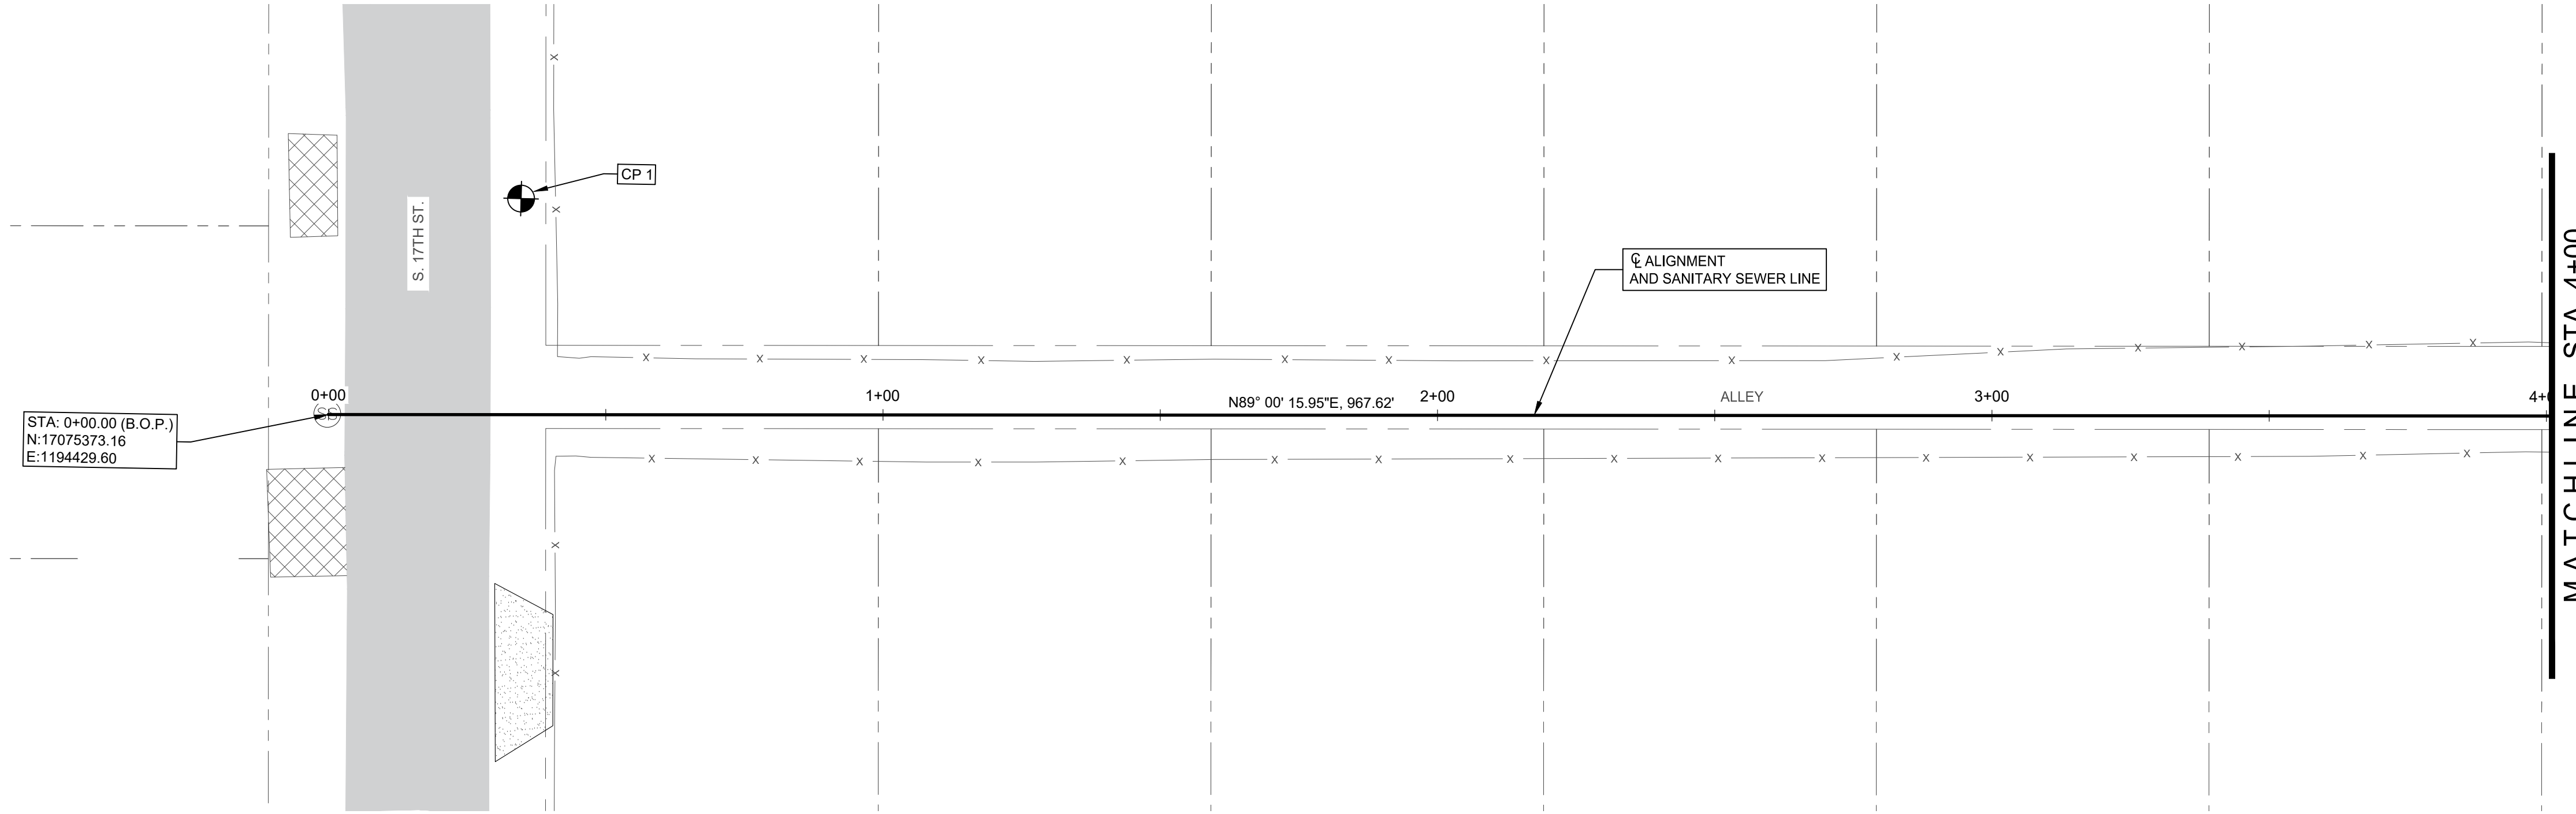 S. 17TH ST.
CP 1
℄ ALIGNMENT
AND SANITARY SEWER LINE
0+00
1+00
2+00
3+00
SS
N89° 00' 15.95"E, 967.62'
ALLEY
STA: 0+00.00 (B.O.P.)
N:17075373.16
E:1194429.60
MATCHLINE STA 4+00
X
X
X X X X X X X X X X X X X X X X
X X X X X X X X X X X X X X X X X
X
X